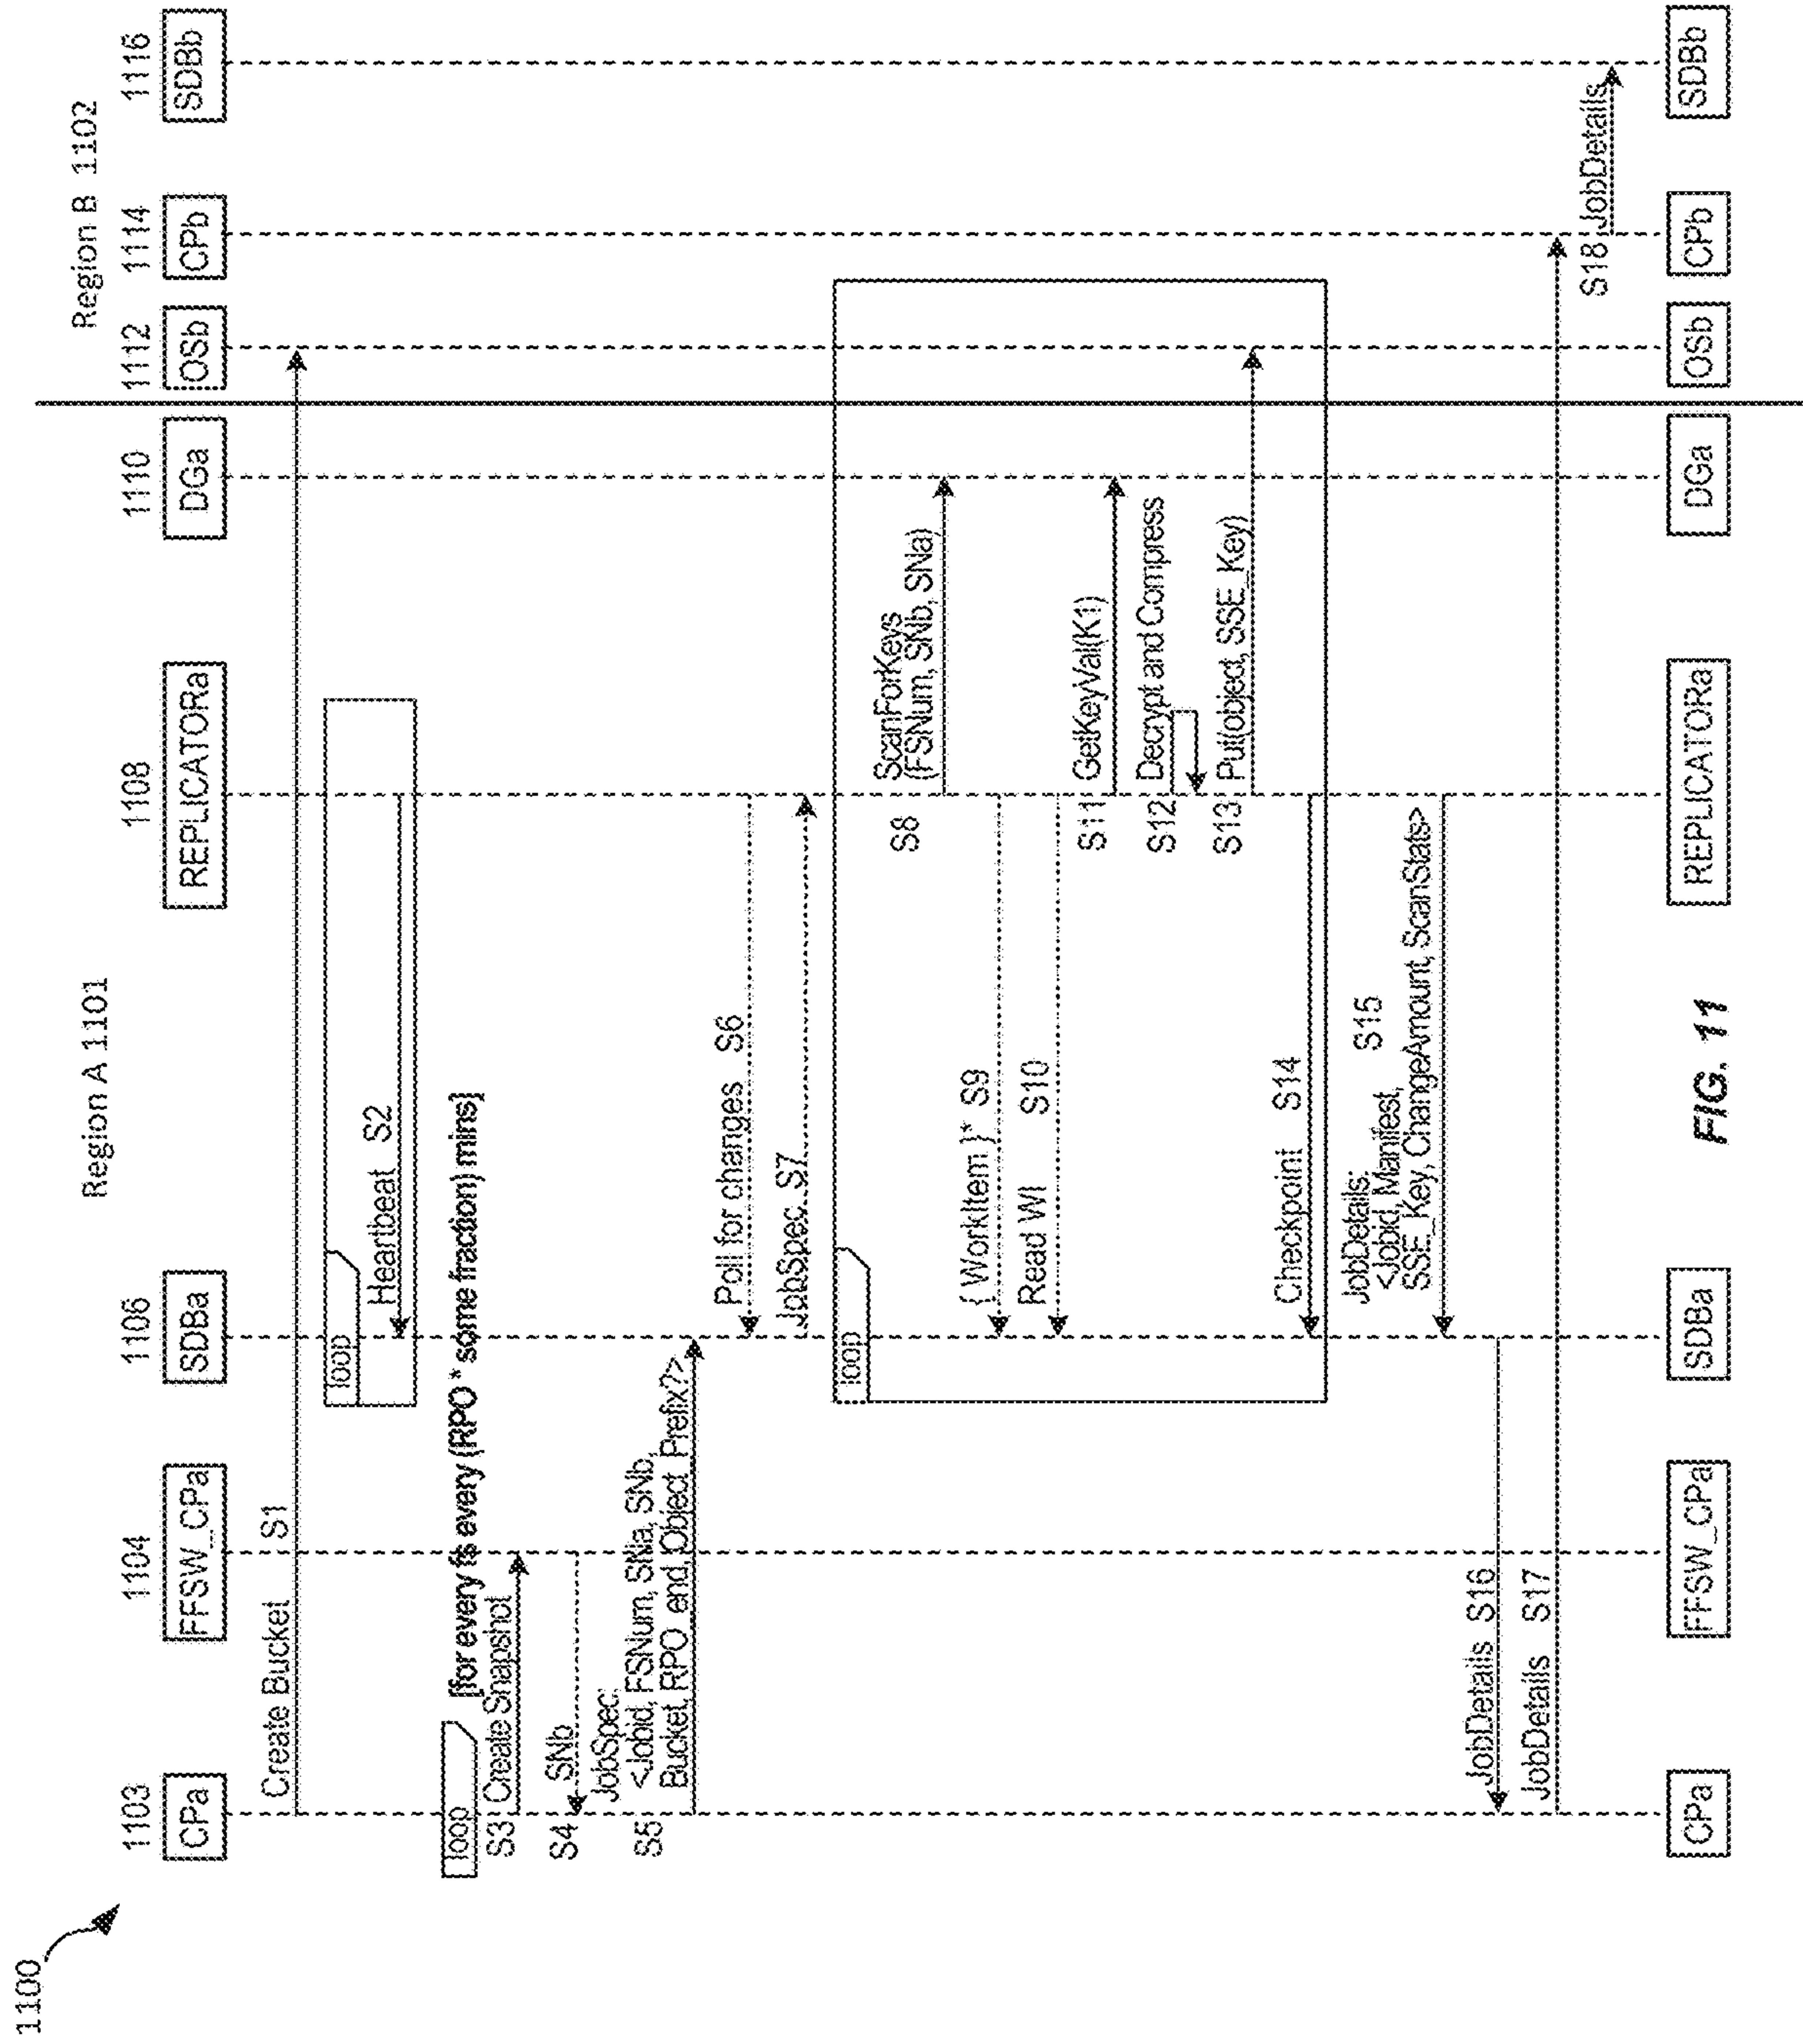 1100
Region A 1101
Region B 1102
1103
1104
1106
1108
1110
1112
1114
1116
CPa
FFSW_CPa
SDBa
REPLICATORa
DGa
OSb
CPb
SDBb
Create Bucket S1
loop
Heartbeat S2
loop
[for every fs every (RPO * some fraction) mins]
S3 Create Snapshot
S4 SNb
JobSpec:
S5 <Jobid, FSNum, SNa, SNb,
Bucket, RPO_end, Object_Prefix?>
Poll for changes S6
JobSpec S7
loop
ScanForKeys
S8 (FSNum, SNb, SNa)
{ WorkItem }* S9
Read WI S10
S11 GetKeyVal(K1)
S12 Decrypt and Compress
S13 Put(object, SSE_Key)
Checkpoint S14
JobDetails: S15
<Jobid, Manifest,
SSE_Key, ChangeAmount, ScanStats>
JobDetails S16
JobDetails S17
S18 JobDetails
CPa
FFSW_CPa
SDBa
REPLICATORa
DGa
OSb
CPb
SDBb
FIG. 11